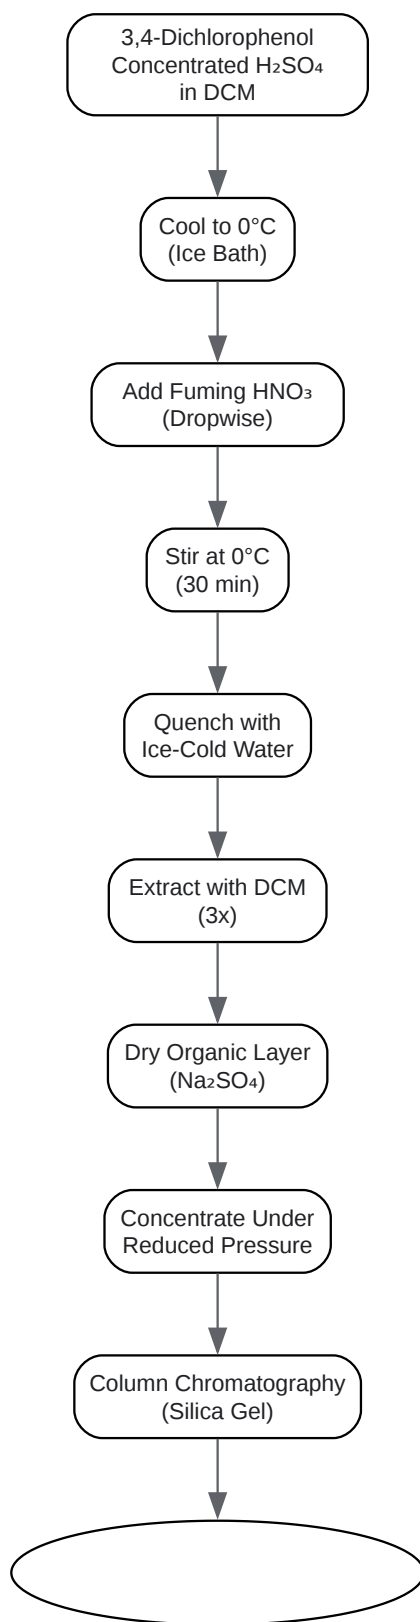 3,4-Dichlorophenol
Concentrated H₂SO₄
in DCM
Cool to 0°C
(Ice Bath)
Add Fuming HNO₃
(Dropwise)
Stir at 0°C
(30 min)
Quench with
Ice-Cold Water
Extract with DCM
(3x)
Dry Organic Layer
(Na₂SO₄)
Concentrate Under
Reduced Pressure
Column Chromatography
(Silica Gel)